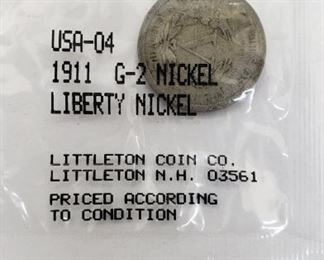 USA-04
1911 G-2 NICKEL
LIBERTY NICKEL
LITTLETON COIN CO.
LITTLETON N.H. 03561
PRICED ACCORDING
TO CONDITION